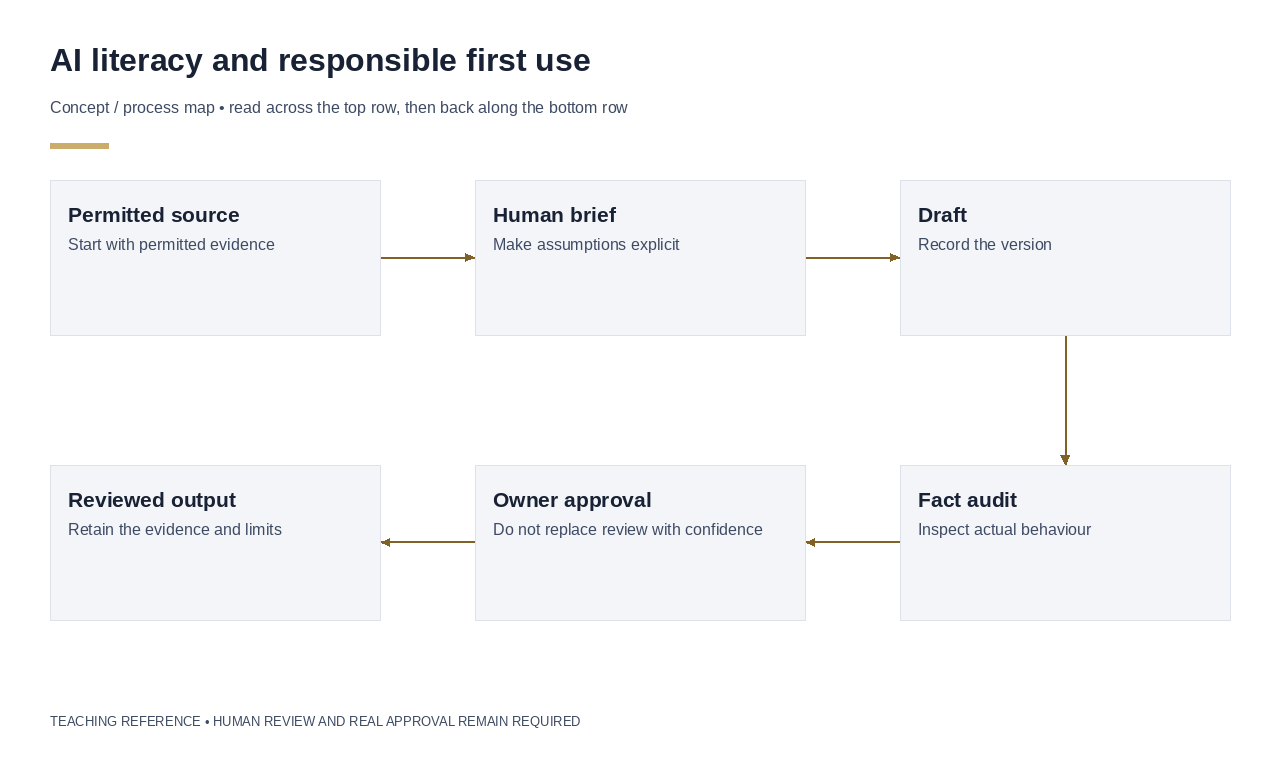 AI literacy and responsible first use
Concept / process map • read across the top row, then back along the bottom row
Permitted source
Start with permitted evidence
Human brief
Make assumptions explicit
Draft
Record the version
Fact audit
Inspect actual behaviour
Owner approval
Do not replace review with confidence
Reviewed output
Retain the evidence and limits
TEACHING REFERENCE • HUMAN REVIEW AND REAL APPROVAL REMAIN REQUIRED